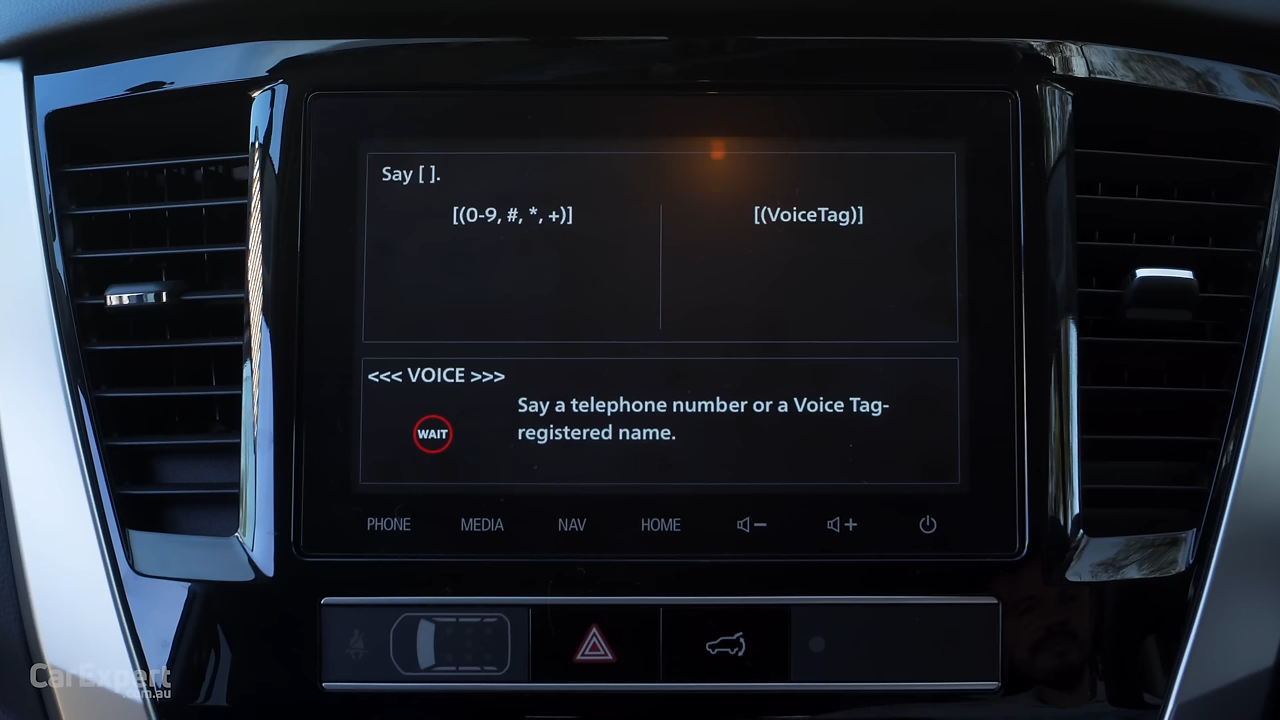 Say [ ].
[(0-9, #, *, +)]
[(VoiceTag)]
<<< VOICE >>>
WAIT
Say a telephone number or a Voice Tag-
registered name.
PHONE MEDIA NAV HOME
CarExpert
.com.au